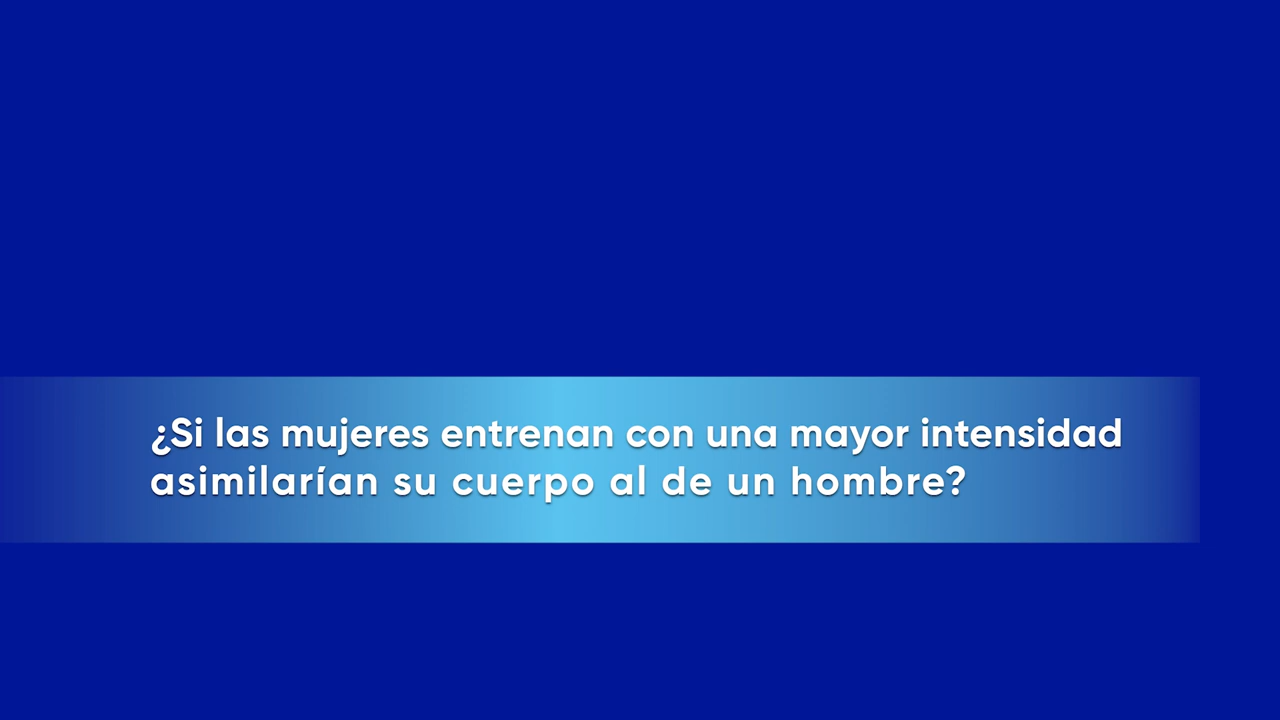 ¿Si las mujeres entrenan con una mayor intensidad
asimilarían su cuerpo al de un hombre?